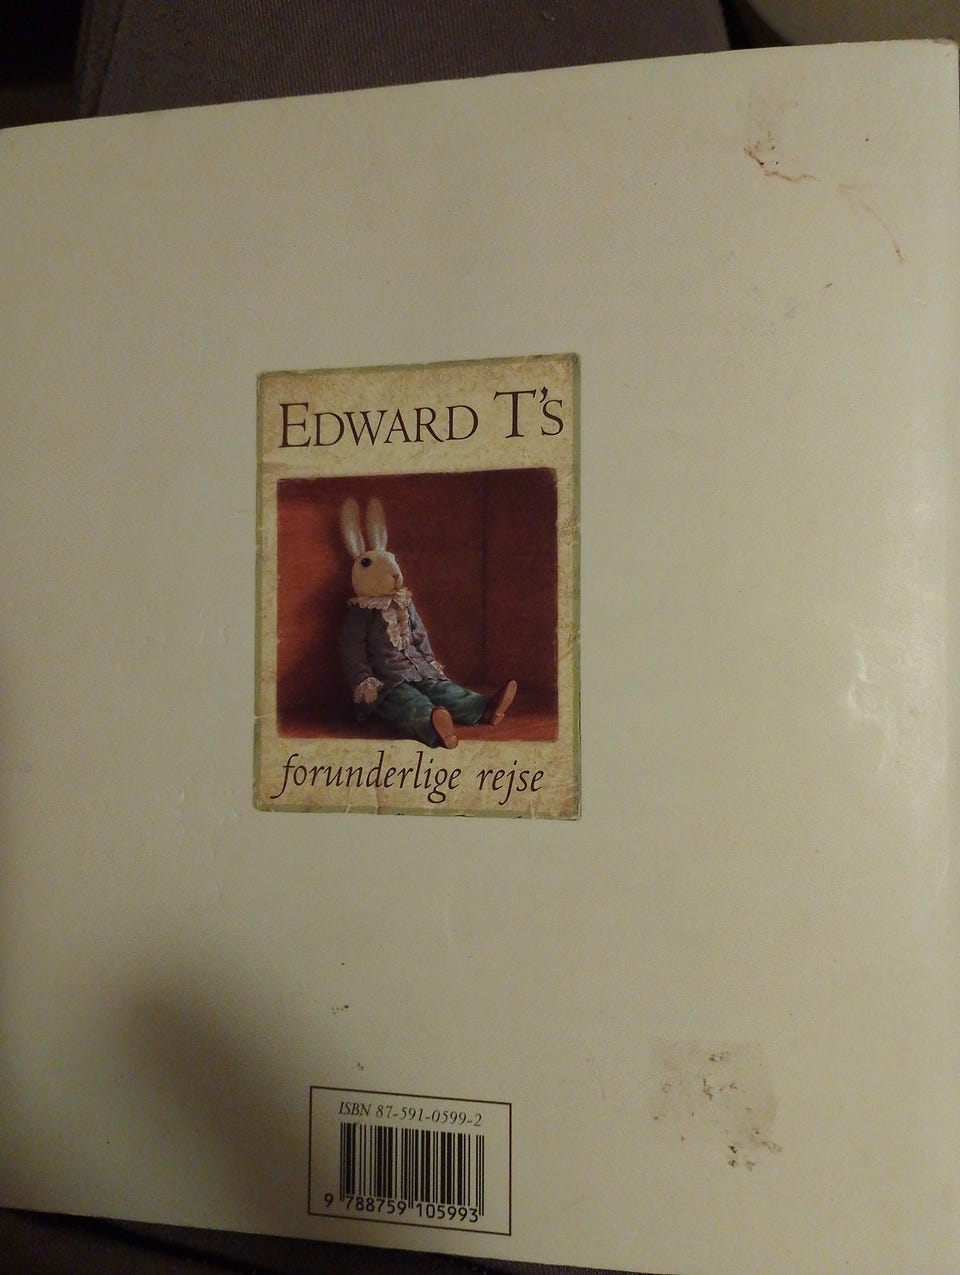 EDWARD T'S
forunderlige rejse
ISBN 87-591-0599-2
9 788759 105993